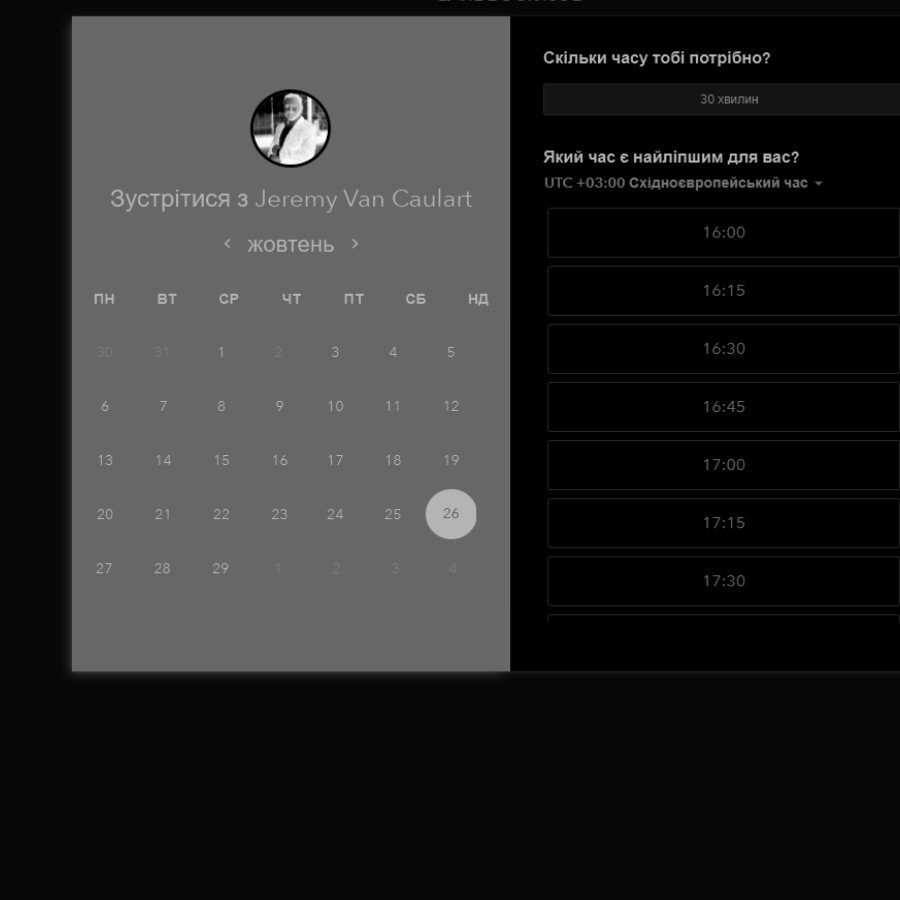 Скільки часу тобі потрібно?
30 хвилин
Який час є найліпшим для вас?
UTC +03:00 Східноєвропейський час
16:00
16:15
16:30
16:45
17:00
17:15
17:30
Зустрітися з Jeremy Van Caulart
жовтень
ПН ВТ СР ЧТ ПТ СБ НД
30 31 1 2 3 4 5
6 7 8 9 10 11 12
13 14 15 16 17 18 19
20 21 22 23 24 25 26
27 28 29 1 2 3 4